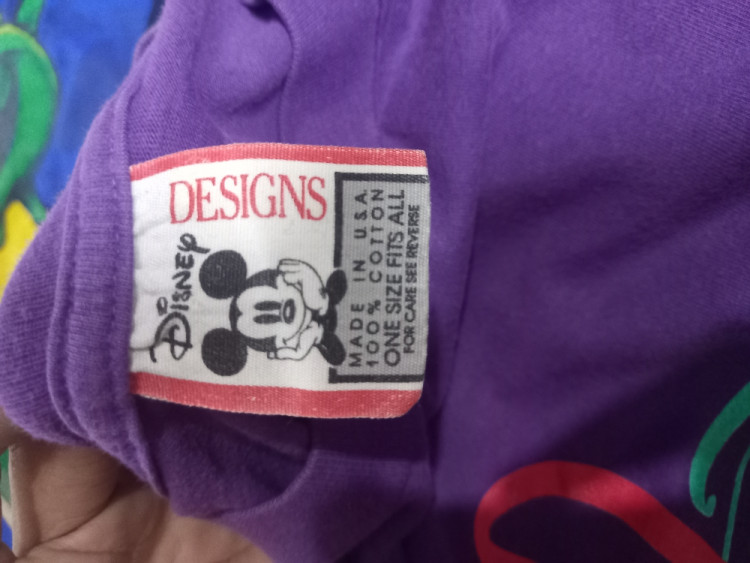 DESIGNS
Disney
MADE IN U.S.A.
100% COTTON
ONE SIZE FITS ALL
FOR CARE SEE REVERSE